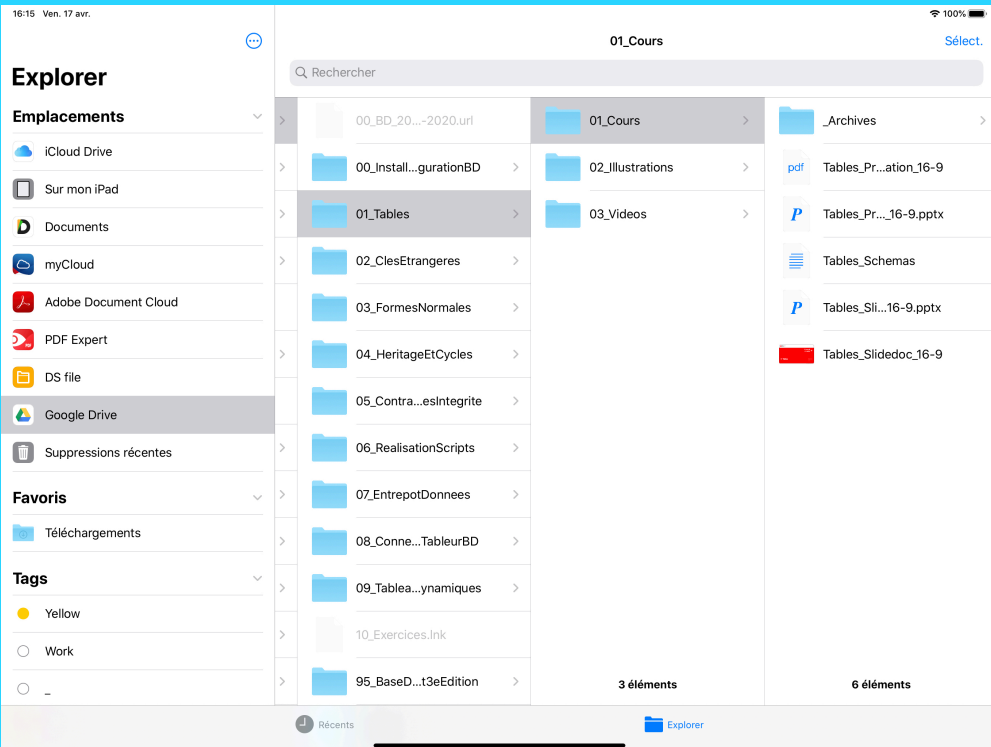 16:15 Ven. 17 avr.
100%
Explorer
Emplacements
iCloud Drive
Sur mon iPad
Documents
myCloud
Adobe Document Cloud
PDF Expert
DS file
Google Drive
Suppressions récentes
Favoris
Téléchargements
Tags
Yellow
Work
_
01_Cours
Sélect.
Rechercher
00_BD_20...-2020.url
00_Install...gurationBD
01_Tables
02_ClesEtrangeres
03_FormesNormales
04_HeritageEtCycles
05_Contra...esIntegrite
06_RealisationScripts
07_EntrepotDonnees
08_Conne...TableurBD
09_Tablea...ynamiques
10_Exercices.lnk
95_BaseD...t3eEdition
01_Cours
02_Illustrations
03_Videos
3 éléments
_Archives
pdf Tables_Pr...ation_16-9
P Tables_Pr..._16-9.pptx
Tables_Schemas
P Tables_Sli...16-9.pptx
Tables_Slidedoc_16-9
6 éléments
Récents
Explorer